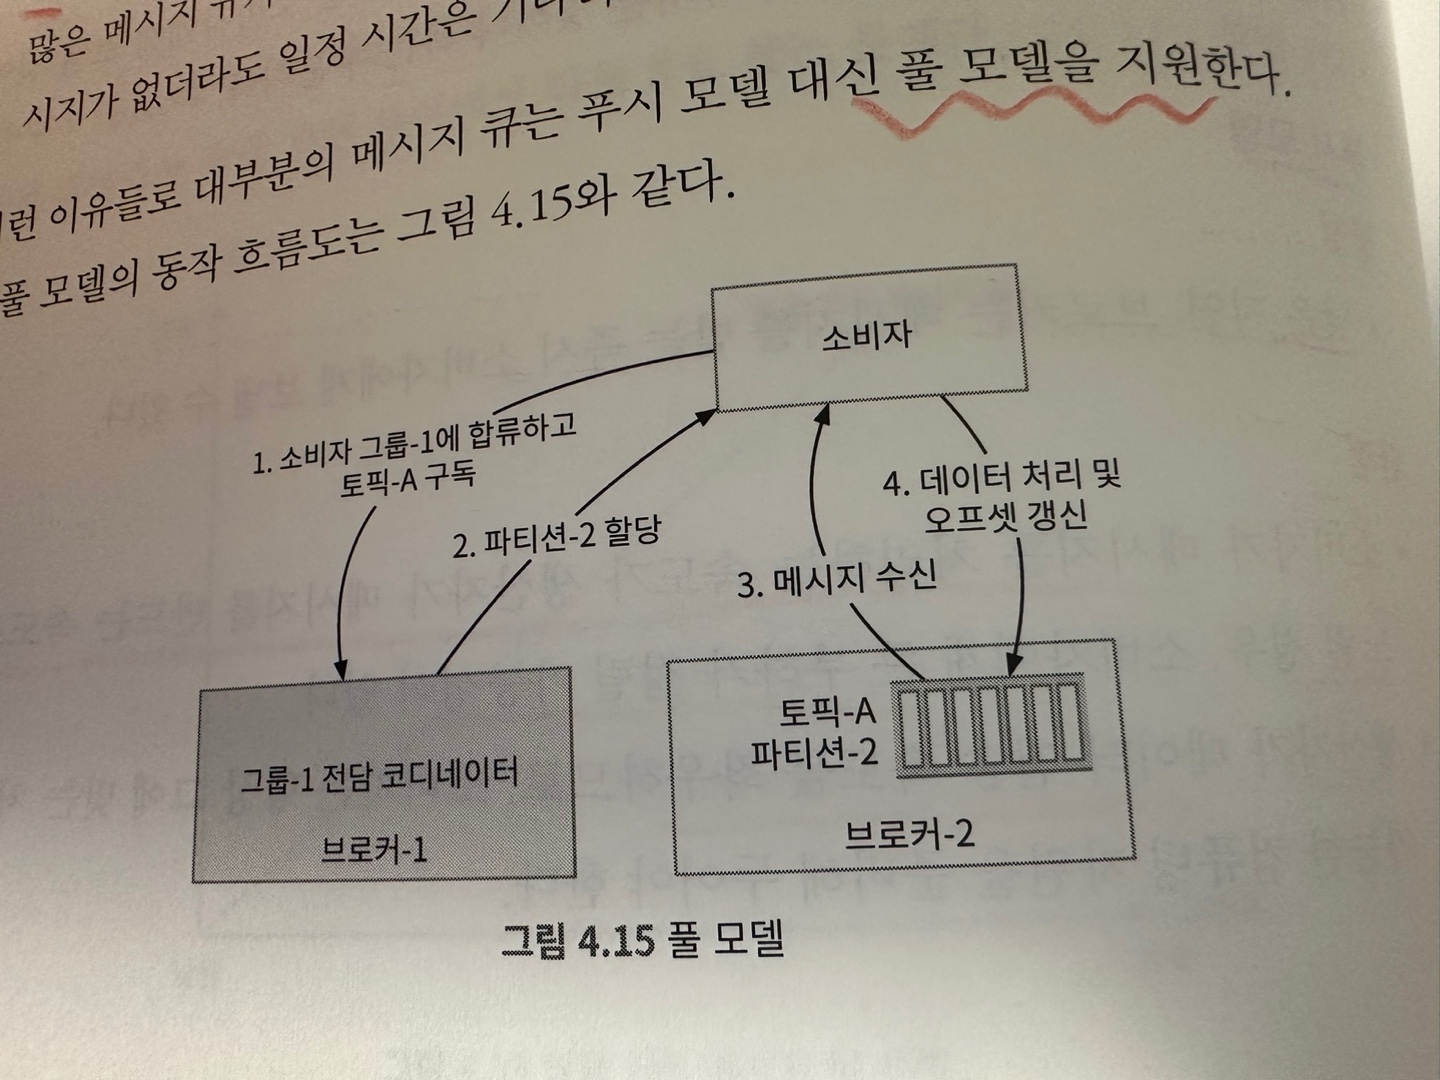 많은 메시지
시지가 없더라도 일정 시간은
이런 이유들로 대부분의 메시지 큐는 푸시 모델 대신 풀 모델을 지원한다.
풀 모델의 동작 흐름도는 그림 4.15와 같다.
소비자
1. 소비자 그룹-1에 합류하고
토픽-A 구독
2. 파티션-2 할당
3. 메시지 수신
4. 데이터 처리 및
오프셋 갱신
그룹-1 전담 코디네이터
브로커-1
토픽-A
파티션-2
브로커-2
그림 4.15 풀 모델